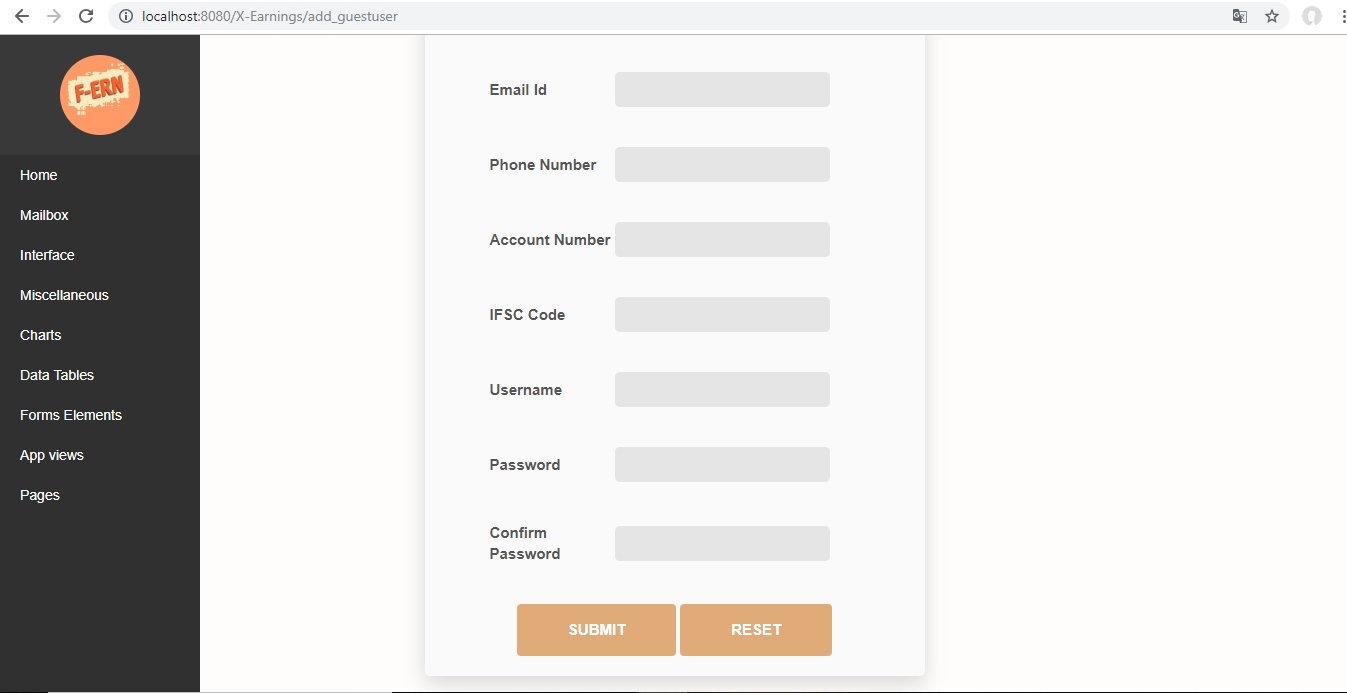 localhost:8080/X-Earnings/add_guestuser
F-ERN
Home
Mailbox
Interface
Miscellaneous
Charts
Data Tables
Forms Elements
App views
Pages
Email Id
Phone Number
Account Number
IFSC Code
Username
Password
Confirm
Password
SUBMIT
RESET